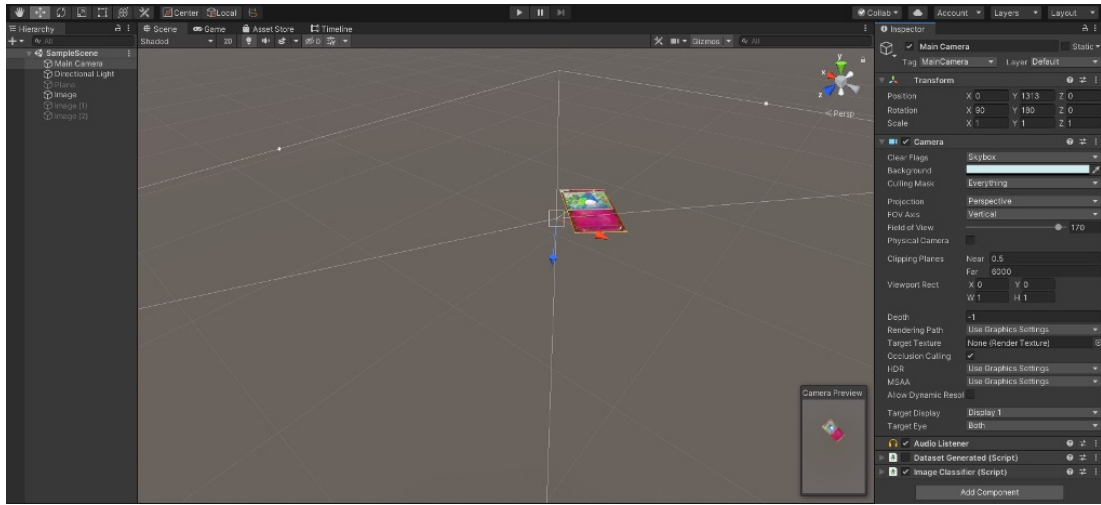 Center Local
Collab Account Layers Layout
Hierarchy
All
SampleScene
Main Camera
Directional Light
Plane
Image
Image (1)
Image (2)
Scene Game Asset Store Timeline
Shaded 2D 0 Gizmos All
y
x
z
< Persp
Camera Preview
Inspector
Main Camera Static
Tag MainCamera Layer Default
Transform
Position X 0 Y 1313 Z 0
Rotation X 90 Y 180 Z 0
Scale X 1 Y 1 Z 1
Camera
Clear Flags Skybox
Background
Culling Mask Everything
Projection Perspective
FOV Axis Vertical
Field of View 170
Physical Camera
Clipping Planes Near 0.5
Far 6000
Viewport Rect X 0 Y 0
W 1 H 1
Depth -1
Rendering Path Use Graphics Settings
Target Texture None (Render Texture)
Occlusion Culling
HDR Use Graphics Settings
MSAA Use Graphics Settings
Allow Dynamic Resol
Target Display Display 1
Target Eye Both
Audio Listener
Dataset Generated (Script)
Image Classifier (Script)
Add Component